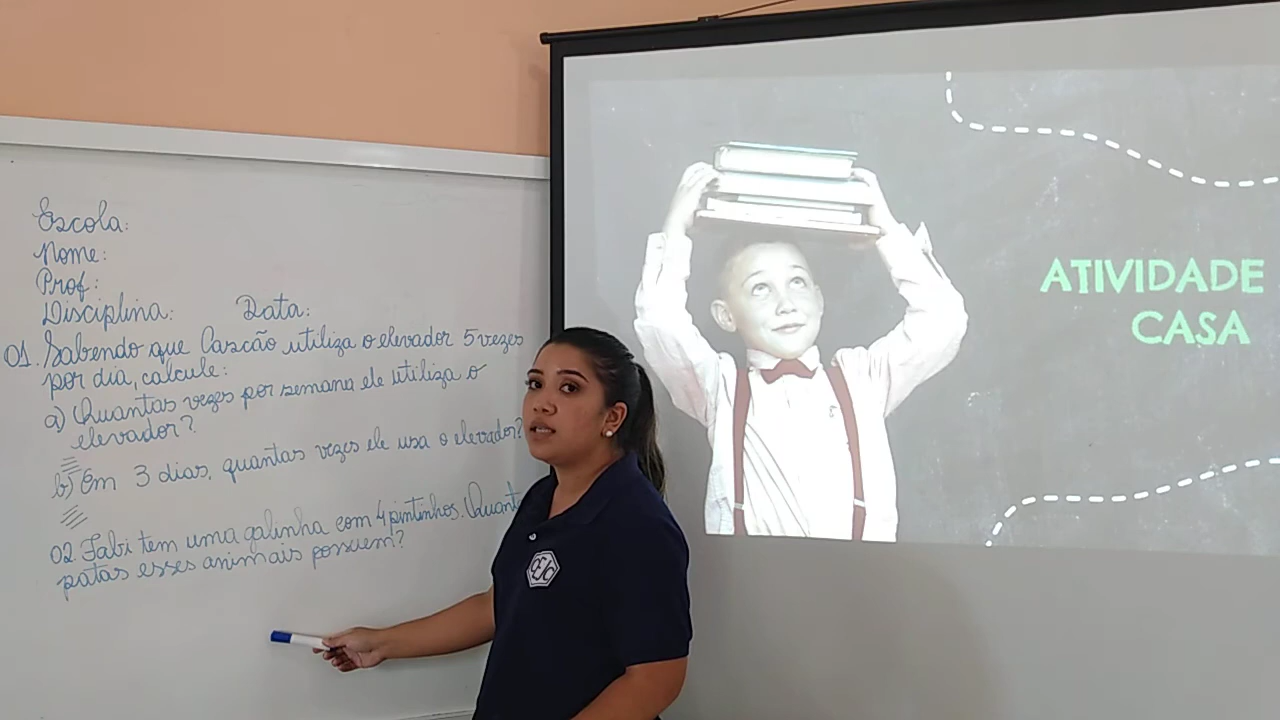 Escola:
Nome:
Prof:
Disciplina: Data:
01. Sabendo que Cascão utiliza o elevador 5 vezes
por dia, calcule:
a) Quantas vezes por semana ele utiliza o
elevador?
b) Em 3 dias, quantas vezes ele usa o elevador?
02. Fabi tem uma galinha com 4 pintinhos. Quant
patas esses animais possuem?
ATIVIDADE
CASA